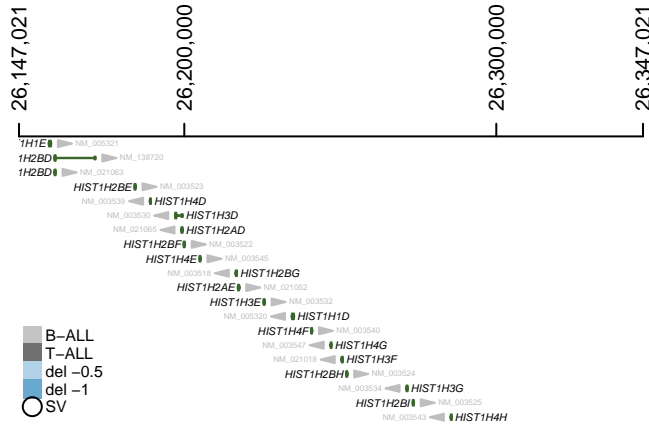 26,147,021
26,200,000
26,300,000
26,347,021
1H1E NM_005321
1H2BD NM_138720
1H2BD NM_021063
HIST1H2BE NM_003523
NM_003539 HIST1H4D
NM_003530 HIST1H3D
NM_021065 HIST1H2AD
HIST1H2BF NM_003522
HIST1H4E NM_003545
NM_003518 HIST1H2BG
HIST1H2AE NM_021052
HIST1H3E NM_003532
NM_005320 HIST1H1D
HIST1H4F NM_003540
NM_003547 HIST1H4G
NM_021018 HIST1H3F
HIST1H2BH NM_003524
NM_003534 HIST1H3G
HIST1H2BI NM_003525
NM_003543 HIST1H4H
B−ALL
T−ALL
del −0.5
del −1
SV